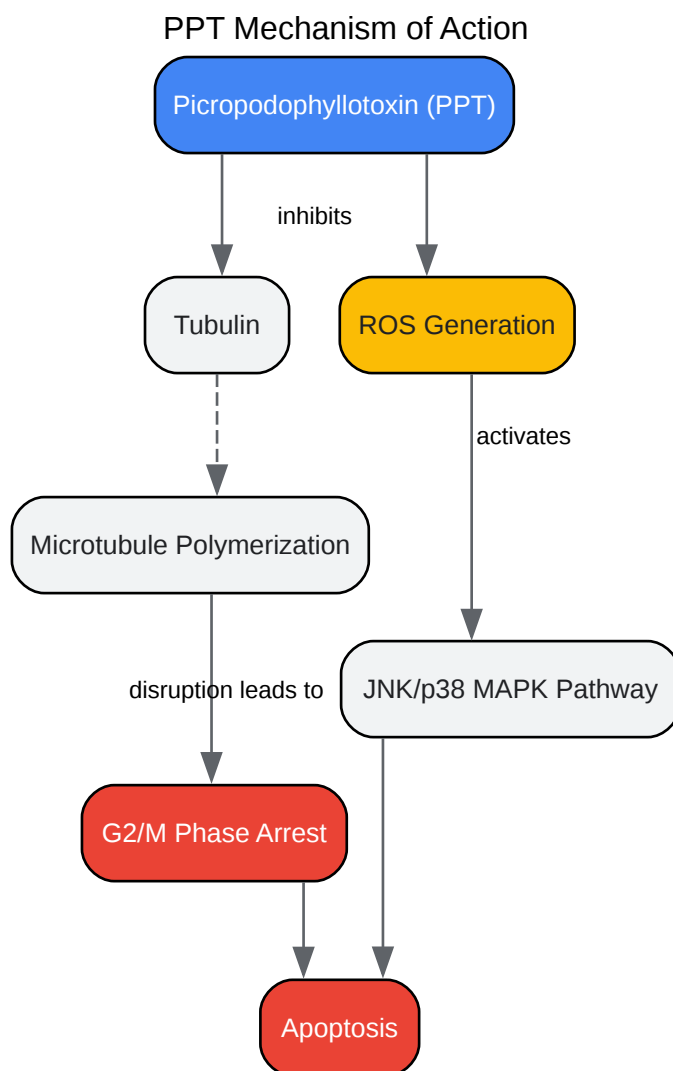 PPT Mechanism of Action
Picropodophyllotoxin (PPT)
inhibits
Tubulin
ROS Generation
activates
Microtubule Polymerization
disruption leads to
JNK/p38 MAPK Pathway
G2/M Phase Arrest
Apoptosis